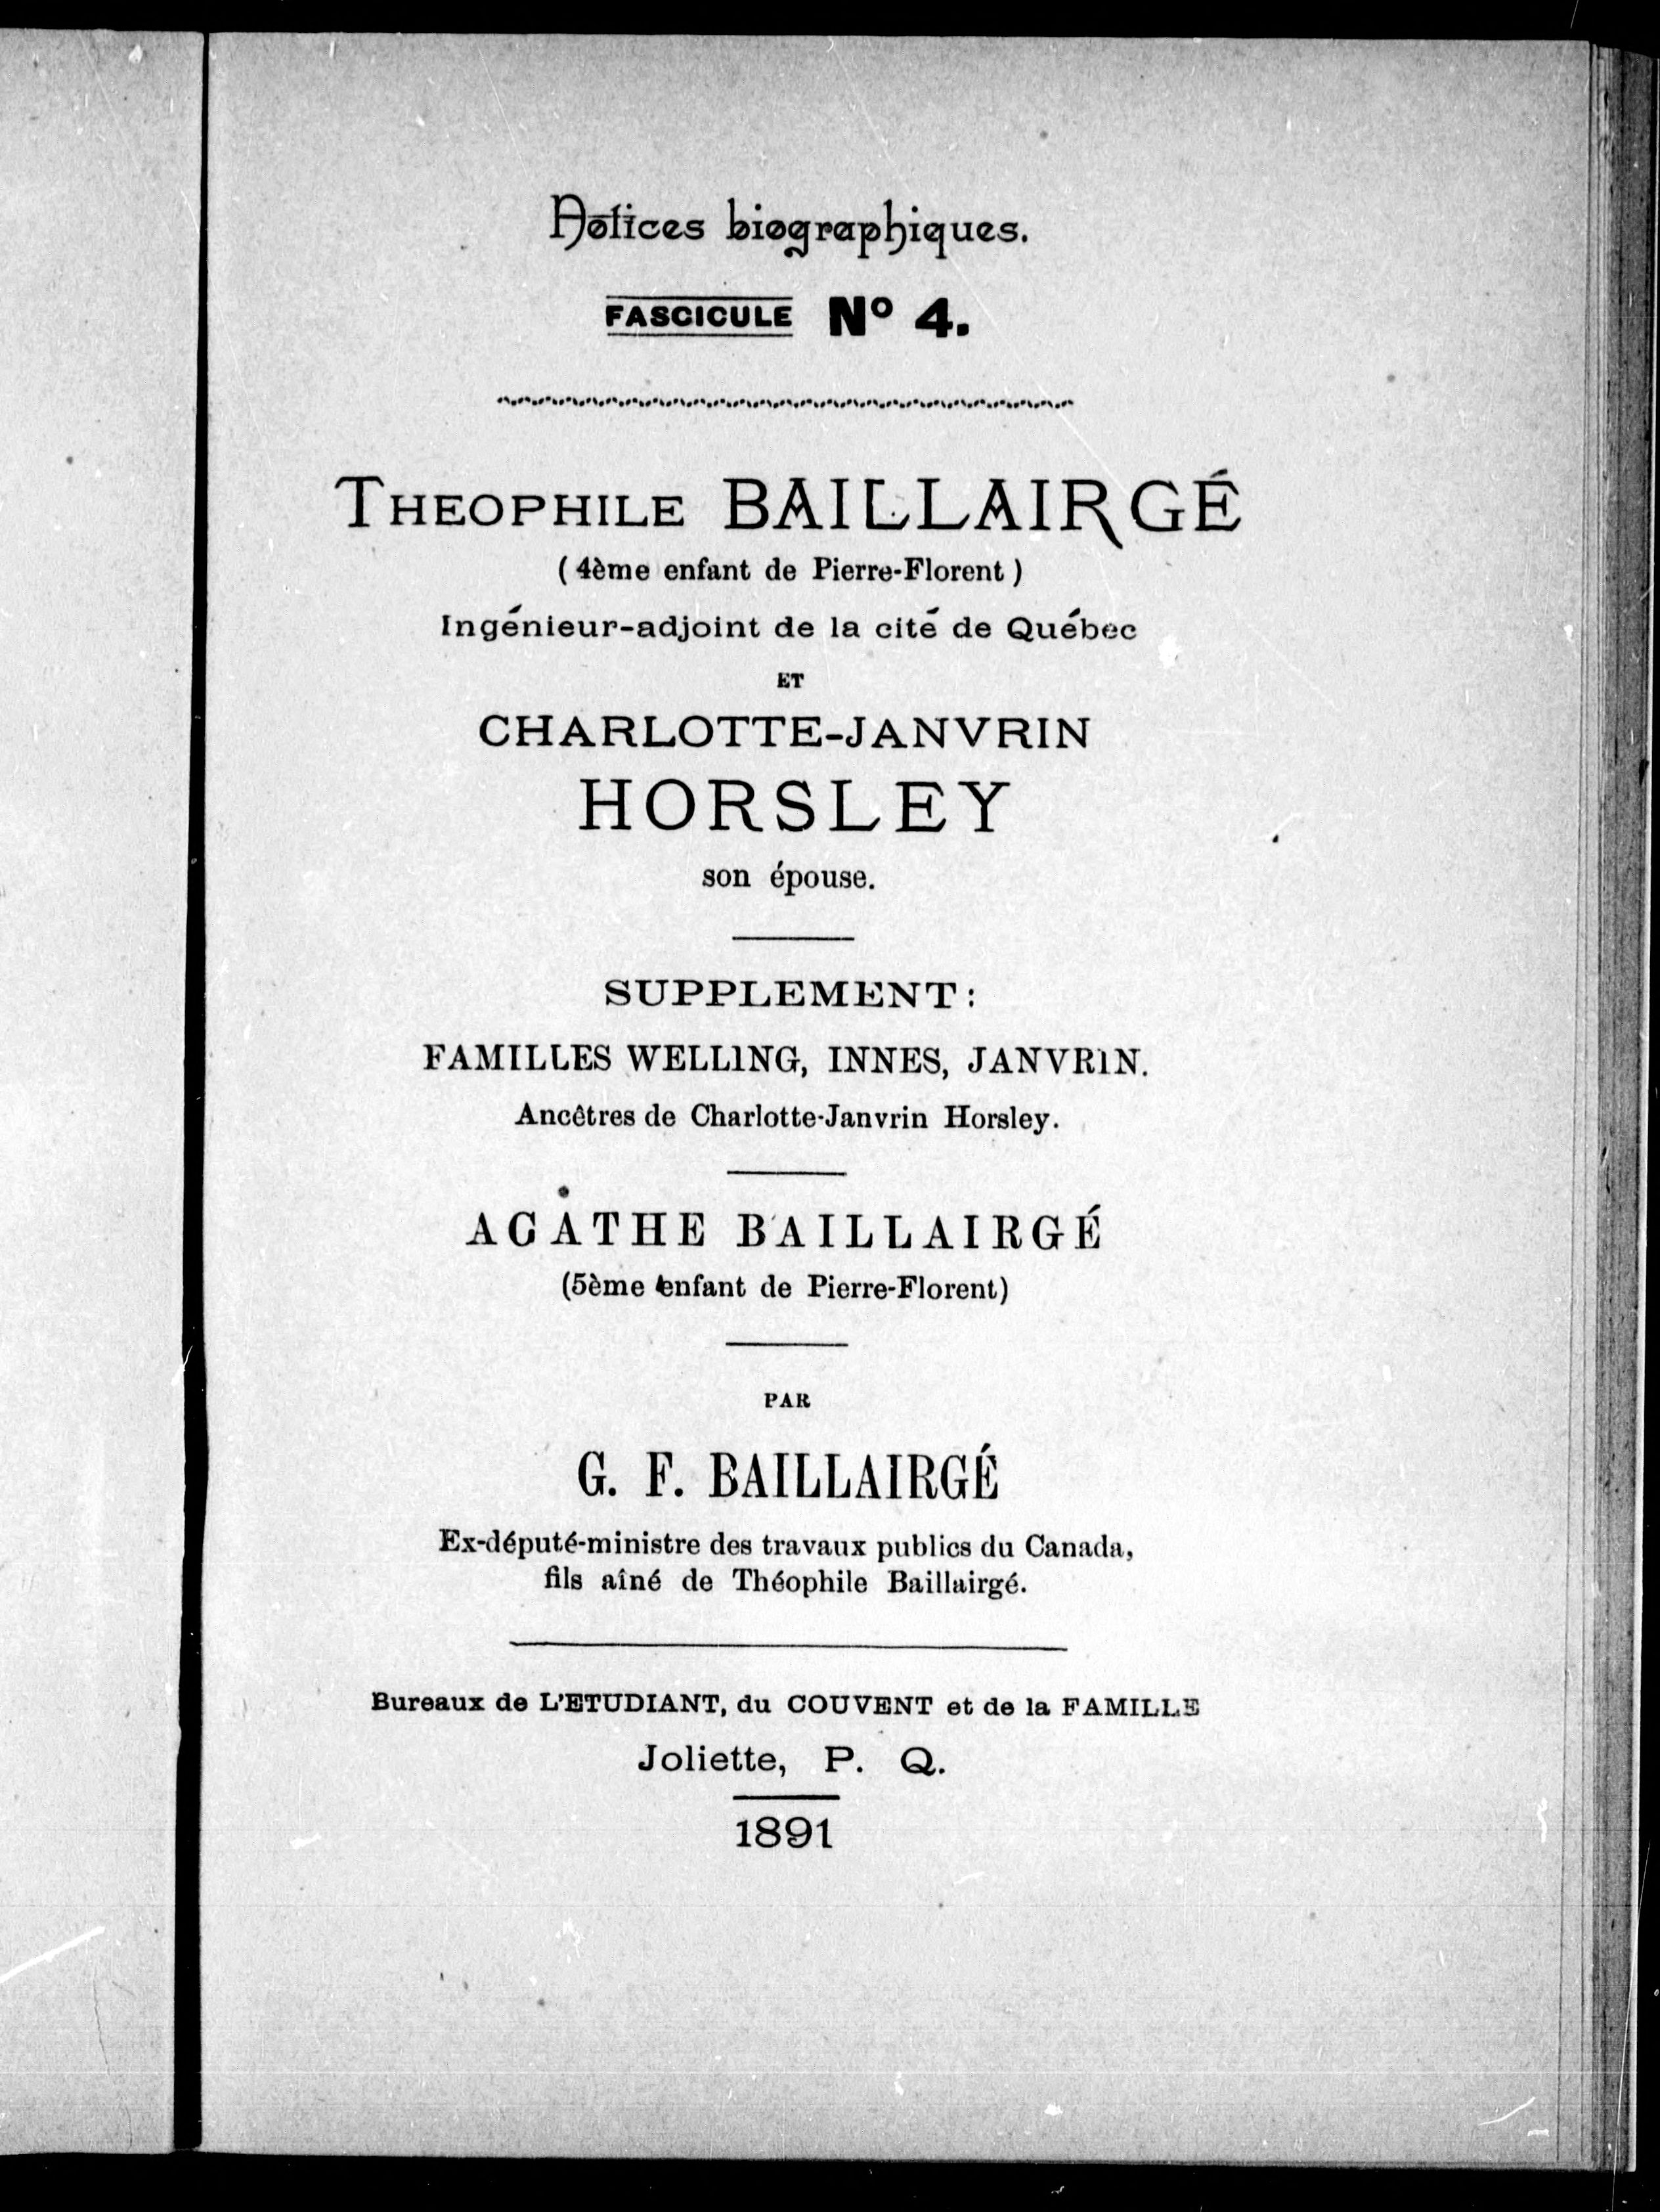 Notices biographiques.
FASCICULE No 4.
THEOPHILE BAILLAIRGÉ
(4ème enfant de Pierre-Florent)
Ingénieur-adjoint de la cité de Québec
ET
CHARLOTTE-JANVRIN
HORSLEY
son épouse.
SUPPLEMENT:
FAMILLES WELLING, INNES, JANVRIN.
Ancêtres de Charlotte-Janvrin Horsley.
AGATHE BAILLAIRGÉ
(5ème enfant de Pierre-Florent)
PAR
G. F. BAILLAIRGÉ
Ex-député-ministre des travaux publics du Canada,
fils aîné de Théophile Baillairgé.
Bureaux de L'ETUDIANT, du COUVENT et de la FAMILLE
Joliette, P. Q.
1891